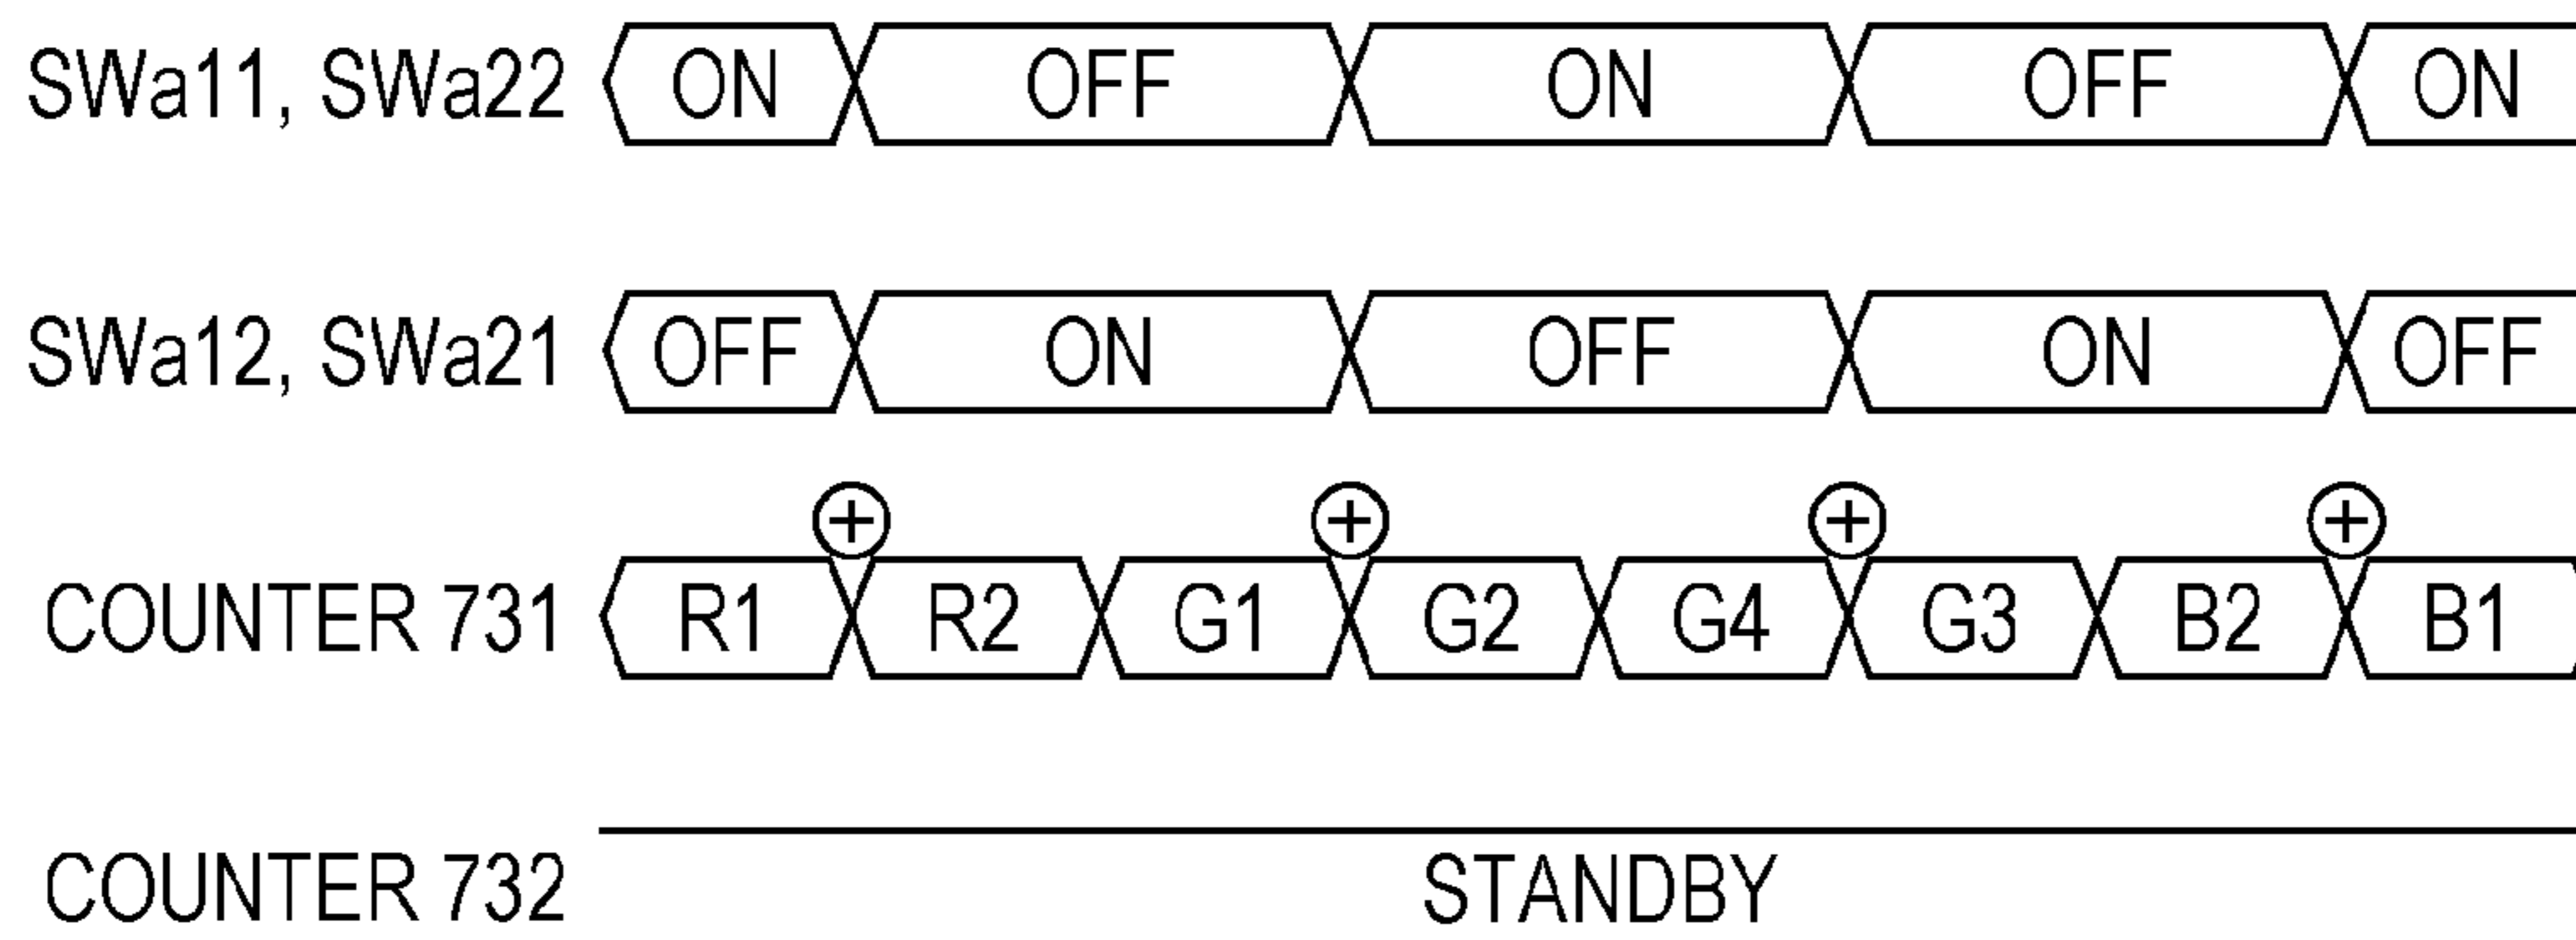 SWa11, SWa22 ON OFF ON OFF ON
SWa12, SWa21 OFF ON OFF ON OFF
+ + + +
COUNTER 731 R1 R2 G1 G2 G4 G3 B2 B1
COUNTER 732 STANDBY